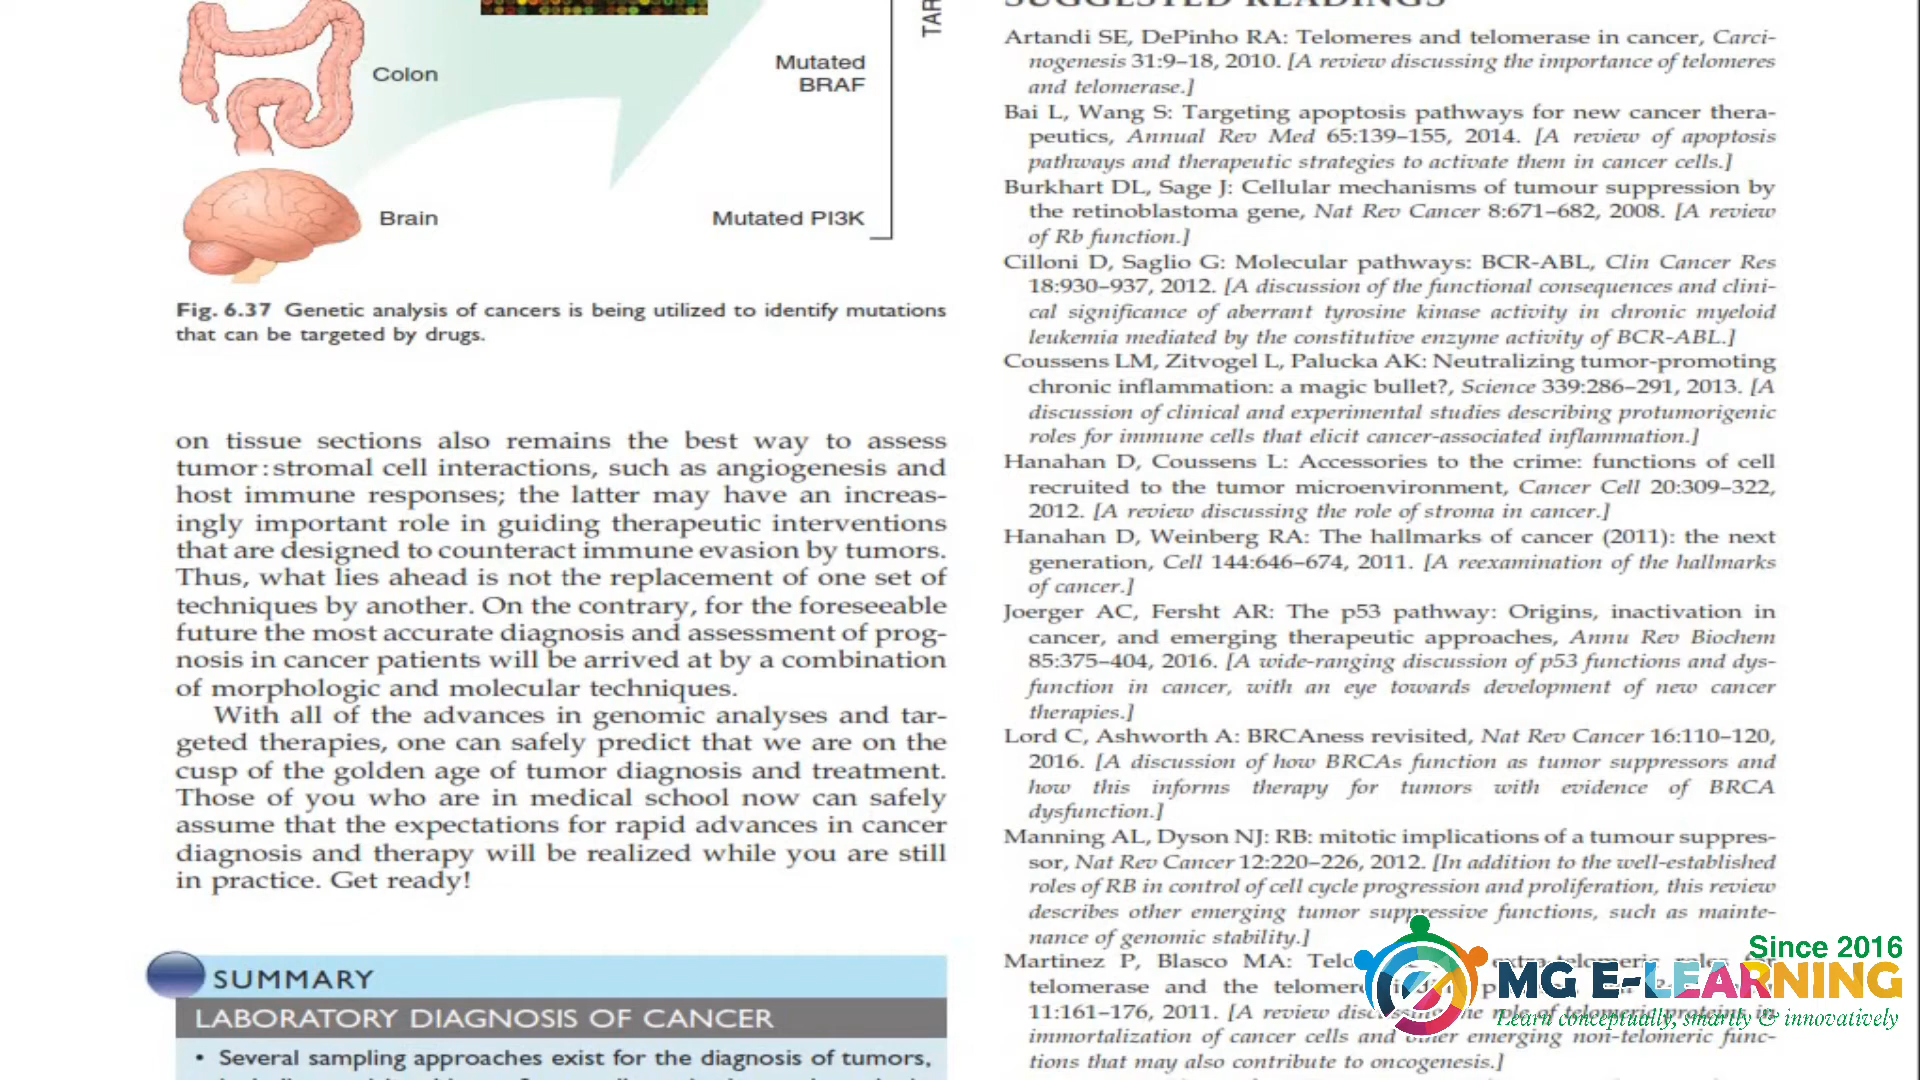 Colon
Mutated
BRAF
Brain
Mutated PI3K
TAR
Fig. 6.37 Genetic analysis of cancers is being utilized to identify mutations
that can be targeted by drugs.
on tissue sections also remains the best way to assess
tumor:stromal cell interactions, such as angiogenesis and
host immune responses; the latter may have an increas-
ingly important role in guiding therapeutic interventions
that are designed to counteract immune evasion by tumors.
Thus, what lies ahead is not the replacement of one set of
techniques by another. On the contrary, for the foreseeable
future the most accurate diagnosis and assessment of prog-
nosis in cancer patients will be arrived at by a combination
of morphologic and molecular techniques.
With all of the advances in genomic analyses and tar-
geted therapies, one can safely predict that we are on the
cusp of the golden age of tumor diagnosis and treatment.
Those of you who are in medical school now can safely
assume that the expectations for rapid advances in cancer
diagnosis and therapy will be realized while you are still
in practice. Get ready!
SUMMARY
LABORATORY DIAGNOSIS OF CANCER
• Several sampling approaches exist for the diagnosis of tumors,
SUGGESTED READINGS
Artandi SE, DePinho RA: Telomeres and telomerase in cancer, Carci-
nogenesis 31:9–18, 2010. [A review discussing the importance of telomeres
and telomerase.]
Bai L, Wang S: Targeting apoptosis pathways for new cancer thera-
peutics, Annual Rev Med 65:139–155, 2014. [A review of apoptosis
pathways and therapeutic strategies to activate them in cancer cells.]
Burkhart DL, Sage J: Cellular mechanisms of tumour suppression by
the retinoblastoma gene, Nat Rev Cancer 8:671–682, 2008. [A review
of Rb function.]
Cilloni D, Saglio G: Molecular pathways: BCR-ABL, Clin Cancer Res
18:930–937, 2012. [A discussion of the functional consequences and clini-
cal significance of aberrant tyrosine kinase activity in chronic myeloid
leukemia mediated by the constitutive enzyme activity of BCR-ABL.]
Coussens LM, Zitvogel L, Palucka AK: Neutralizing tumor-promoting
chronic inflammation: a magic bullet?, Science 339:286–291, 2013. [A
discussion of clinical and experimental studies describing protumorigenic
roles for immune cells that elicit cancer-associated inflammation.]
Hanahan D, Coussens L: Accessories to the crime: functions of cell
recruited to the tumor microenvironment, Cancer Cell 20:309–322,
2012. [A review discussing the role of stroma in cancer.]
Hanahan D, Weinberg RA: The hallmarks of cancer (2011): the next
generation, Cell 144:646–674, 2011. [A reexamination of the hallmarks
of cancer.]
Joerger AC, Fersht AR: The p53 pathway: Origins, inactivation in
cancer, and emerging therapeutic approaches, Annu Rev Biochem
85:375–404, 2016. [A wide-ranging discussion of p53 functions and dys-
function in cancer, with an eye towards development of new cancer
therapies.]
Lord C, Ashworth A: BRCAness revisited, Nat Rev Cancer 16:110–120,
2016. [A discussion of how BRCAs function as tumor suppressors and
how this informs therapy for tumors with evidence of BRCA
dysfunction.]
Manning AL, Dyson NJ: RB: mitotic implications of a tumour suppres-
sor, Nat Rev Cancer 12:220–226, 2012. [In addition to the well-established
roles of RB in control of cell cycle progression and proliferation, this review
describes other emerging tumor suppressive functions, such as mainte-
nance of genomic stability.]
Martinez P, Blasco MA: extra-telomeric roles for
telomerase and the telomere
11:161–176, 2011. [A review discussing the role of telomeric proteins in
immortalization of cancer cells and other emerging non-telomeric func-
tions that may also contribute to oncogenesis.]
Since 2016
MG E-LEARNING
Learn conceptually, smartly & innovatively